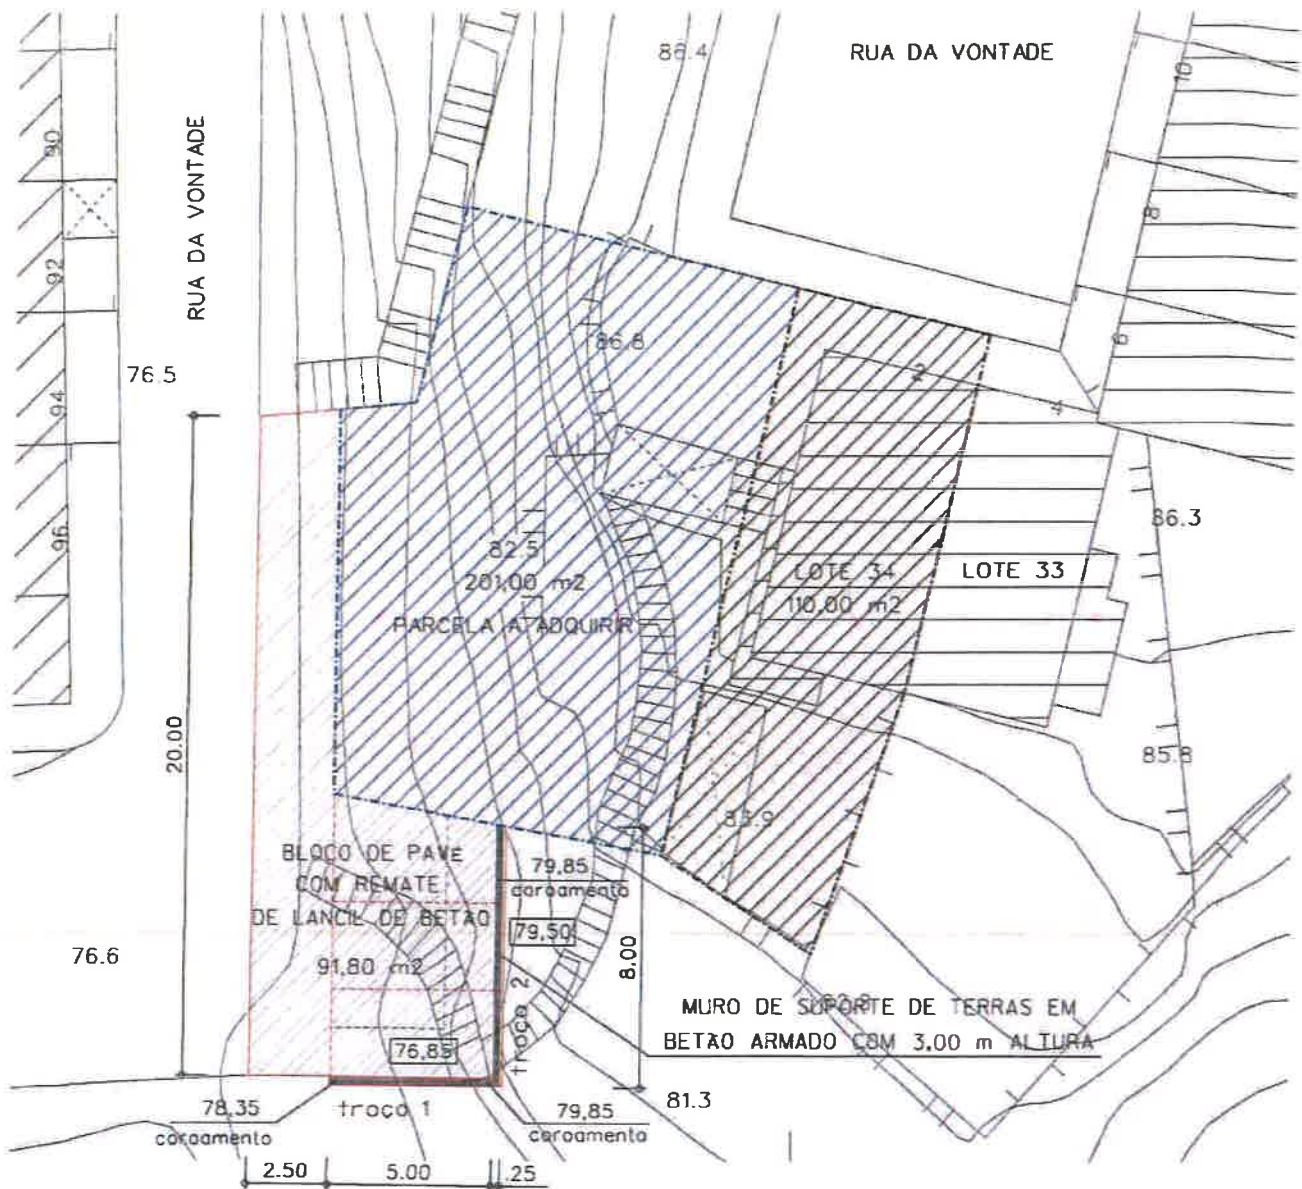 RUA DA VONTADE
86.4
10
RUA DA VONTADE
90
8
92
86.8
6
76.5
2
4
94
86.3
96
82.5
201,00 m2
PARCELA A ADQUIRIR
LOTE 34
110,00 m2
LOTE 33
20.00
85.8
BLOCO DE PAVE
COM REMATE
DE LANCIL DE BETÃO
91,80 m2
79,85
coroamento
79,50
8,00
76.6
troço 2
MURO DE SUPORTE DE TERRAS EM
BETÃO ARMADO COM 3,00 m ALTURA
76,85
81.3
78,35
coroamento
troço 1
79,85
coroamento
2.50
5.00
.25